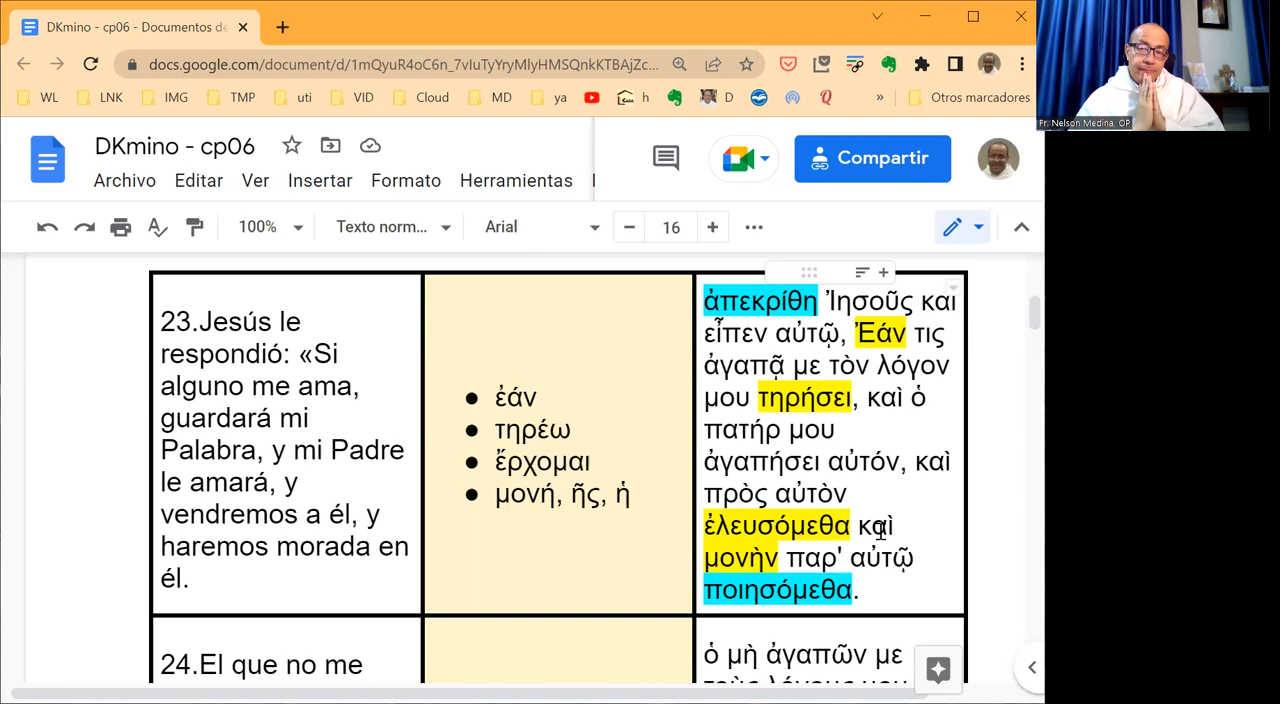 DKmino - cp06 - Documentos de
docs.google.com/document/d/1mQyuR4oC6n_7vIuTyYryMlyHMSQnkKTBAjZc...
WL
LNK
IMG
TMP
uti
VID
Cloud
MD
ya
h
D
»
Otros marcadores
Fr. Nelson Medina, OP
DKmino - cp06
Compartir
Archivo
Editar
Ver
Insertar
Formato
Herramientas
100%
Texto norm...
Arial
16
23.Jesús le
respondió: «Si
alguno me ama,
guardará mi
Palabra, y mi Padre
le amará, y
vendremos a él, y
haremos morada en
él.
● ἐάν
● τηρέω
● ἔρχομαι
● μονή, ῆς, ἡ
ἀπεκρίθη Ἰησοῦς καὶ
εἶπεν αὐτῷ, Ἐάν τις
ἀγαπᾷ με τὸν λόγον
μου τηρήσει, καὶ ὁ
πατήρ μου
ἀγαπήσει αὐτόν, καὶ
πρὸς αὐτὸν
ἐλευσόμεθα καὶ
μονὴν παρ' αὐτῷ
ποιησόμεθα.
24.El que no me
ὁ μὴ ἀγαπῶν με
τοὺς λόγους μου